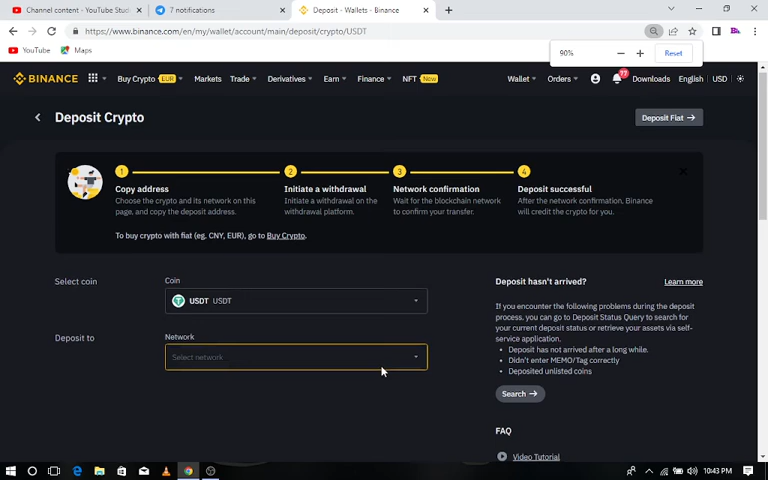 Channel content - YouTube Stud
7 notifications
Deposit - Wallets - Binance
https://www.binance.com/en/my/wallet/account/main/deposit/crypto/USDT
YouTube
Maps
90%
Reset
BINANCE
Buy Crypto EUR
Markets
Trade
Derivatives
Earn
Finance
NFT New
Wallet
Orders
77
Downloads
English
USD
Deposit Crypto
Deposit Fiat →
1
2
3
4
Copy address
Initiate a withdrawal
Network confirmation
Deposit successful
Choose the crypto and its network on this
page, and copy the deposit address.
Initiate a withdrawal on the
withdrawal platform.
Wait for the blockchain network
to confirm your transfer.
After the network confirmation, Binance
will credit the crypto for you.
To buy crypto with fiat (eg, CNY, EUR), go to Buy Crypto.
Select coin
Coin
USDT USDT
Deposit to
Network
Select network
Deposit hasn't arrived?
Learn more
If you encounter the following problems during the deposit
process, you can go to Deposit Status Query to search for
your current deposit status or retrieve your assets via self-
service application.
• Deposit has not arrived after a long while.
• Didn't enter MEMO/Tag correctly
• Deposited unlisted coins
Search →
FAQ
Video Tutorial
10:43 PM